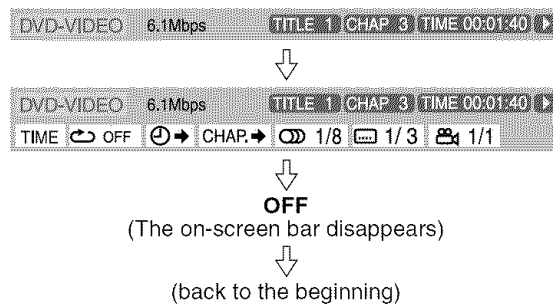 DVD-VIDEO 6.1Mbps TITLE 1 CHAP 3 TIME 00:01:40
DVD-VIDEO 6.1Mbps TITLE 1 CHAP 3 TIME 00:01:40
TIME OFF CHAP. 1/8 1/ 3 1/1
OFF
(The on-screen bar disappears)
(back to the beginning)